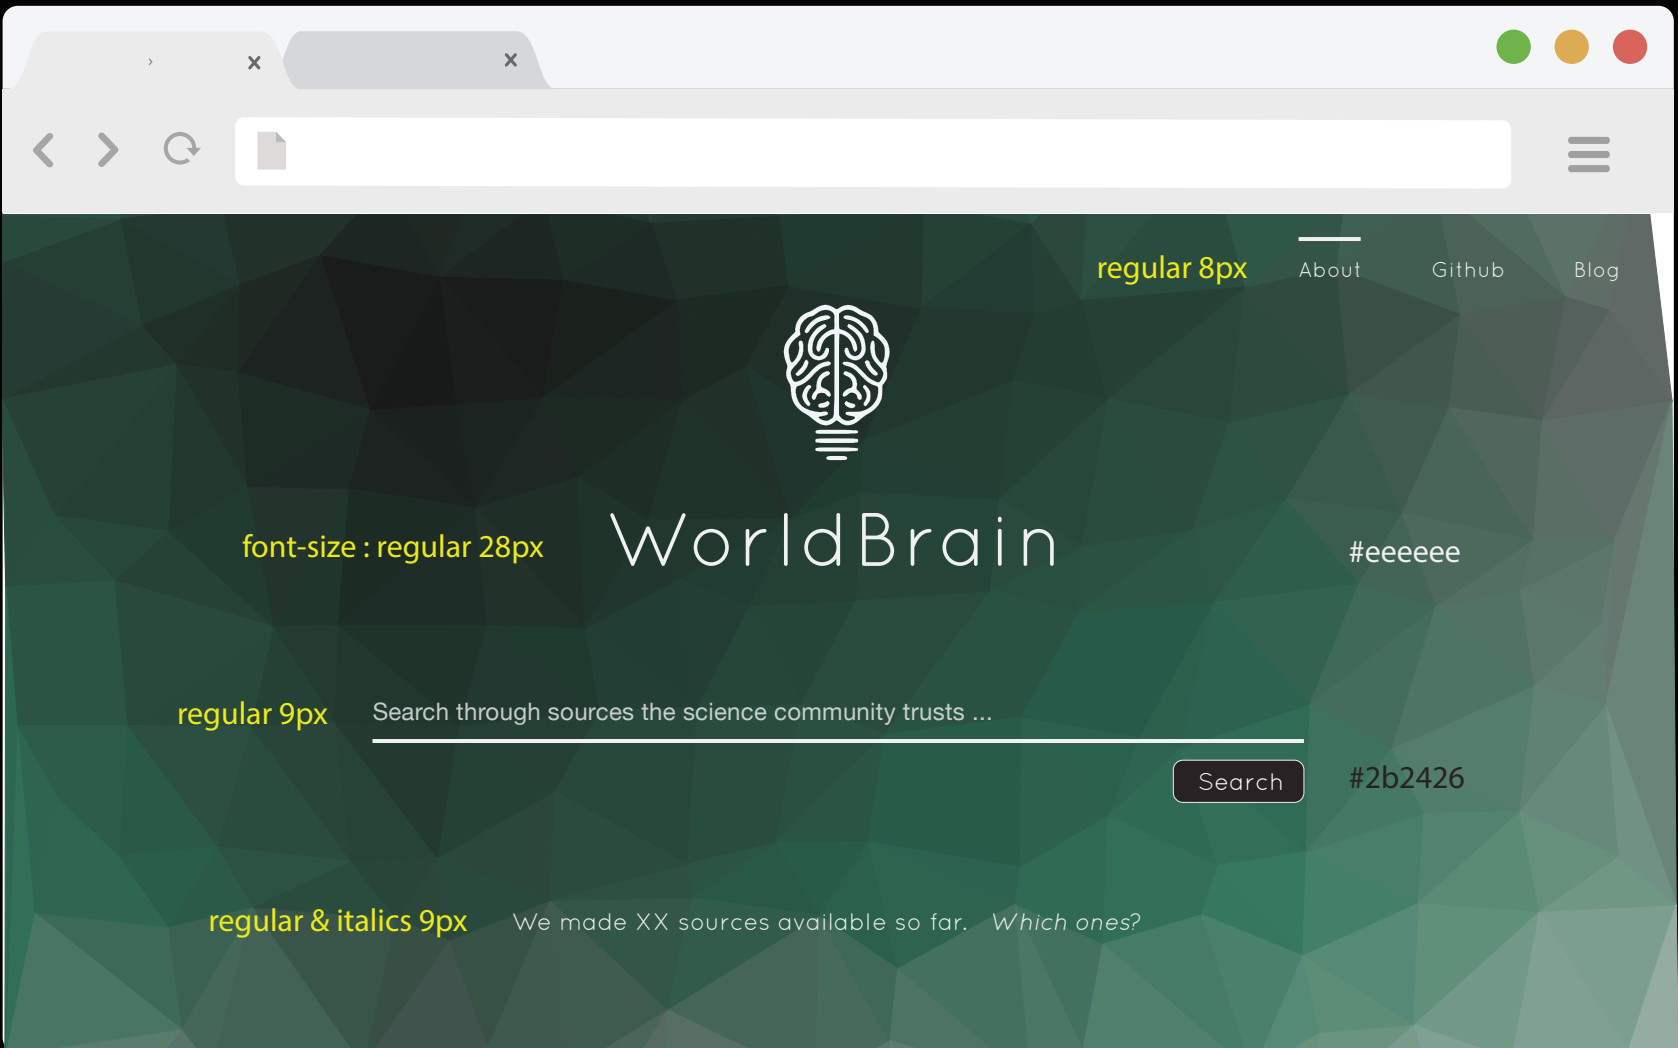 regular 8px About Github Blog
font-size : regular 28px WorldBrain #eeeeee
regular 9px Search through sources the science community trusts ...
Search #2b2426
regular & italics 9px We made XX sources available so far. Which ones?